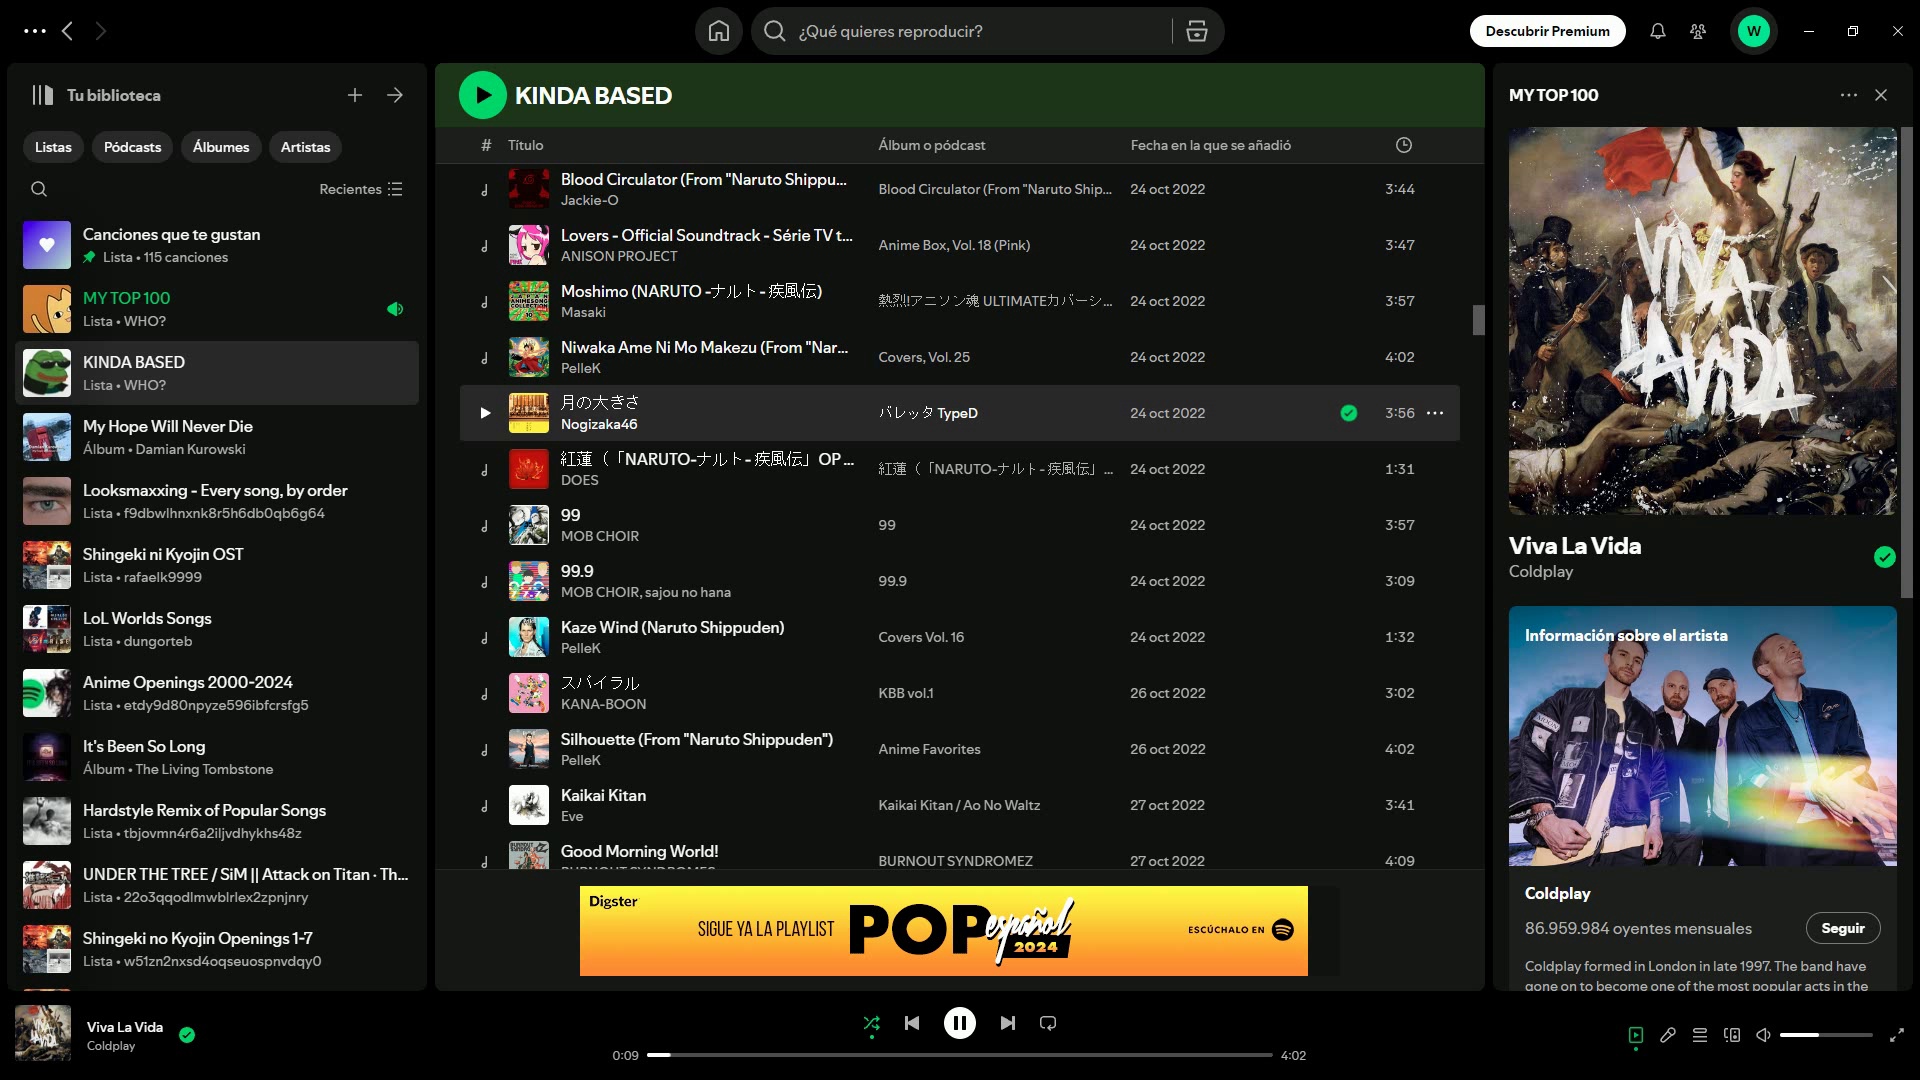 ¿Qué quieres reproducir?
Descubrir Premium
W
Tu biblioteca
Listas
Pódcasts
Álbumes
Artistas
Recientes
Canciones que te gustan
Lista • 115 canciones
MY TOP 100
Lista • WHO?
KINDA BASED
Lista • WHO?
My Hope Will Never Die
Álbum • Damian Kurowski
Looksmaxxing - Every song, by order
Lista • f9dbwlhnxnk8r5h6db0qb6g64
Shingeki ni Kyojin OST
Lista • rafaelk9999
LoL Worlds Songs
Lista • dungorteb
Anime Openings 2000-2024
Lista • etdy9d80npyze596ibfcrsfg5
It's Been So Long
Álbum • The Living Tombstone
Hardstyle Remix of Popular Songs
Lista • tbjovmn4r6a2iljvdhykhs48z
UNDER THE TREE / SiM || Attack on Titan · Th...
Lista • 22o3qqodlmwblrlex2zpnjnry
Shingeki no Kyojin Openings 1-7
Lista • w51zn2nxsd4oqseuospnvdqy0
KINDA BASED
# Título Álbum o pódcast Fecha en la que se añadió
Blood Circulator (From "Naruto Shippu...
Jackie-O
Blood Circulator (From "Naruto Ship...
24 oct 2022
3:44
Lovers - Official Soundtrack - Série TV t...
ANISON PROJECT
Anime Box, Vol. 18 (Pink)
24 oct 2022
3:47
Moshimo (NARUTO -ナルト- 疾風伝)
Masaki
熱烈!アニソン魂 ULTIMATEカバーシ...
24 oct 2022
3:57
Niwaka Ame Ni Mo Makezu (From "Nar...
PelleK
Covers, Vol. 25
24 oct 2022
4:02
月の大きさ
Nogizaka46
バレッタ TypeD
24 oct 2022
3:56
紅蓮（「NARUTO-ナルト- 疾風伝」OP ...
DOES
紅蓮（「NARUTO-ナルト- 疾風伝」...
24 oct 2022
1:31
99
MOB CHOIR
99
24 oct 2022
3:57
99.9
MOB CHOIR, sajou no hana
99.9
24 oct 2022
3:09
Kaze Wind (Naruto Shippuden)
PelleK
Covers Vol. 16
24 oct 2022
1:32
スパイラル
KANA-BOON
KBB vol.1
26 oct 2022
3:02
Silhouette (From "Naruto Shippuden")
PelleK
Anime Favorites
26 oct 2022
4:02
Kaikai Kitan
Eve
Kaikai Kitan / Ao No Waltz
27 oct 2022
3:41
Good Morning World!
BURNOUT SYNDROMES
BURNOUT SYNDROMEZ
27 oct 2022
4:09
Digster
SIGUE YA LA PLAYLIST
POP español
2024
ESCÚCHALO EN
MY TOP 100
VIVA
LA VIDA
Viva La Vida
Coldplay
Información sobre el artista
Coldplay
86.959.984 oyentes mensuales
Seguir
Coldplay formed in London in late 1997. The band have
gone on to become one of the most popular acts in the
Viva La Vida
Coldplay
0:09
4:02